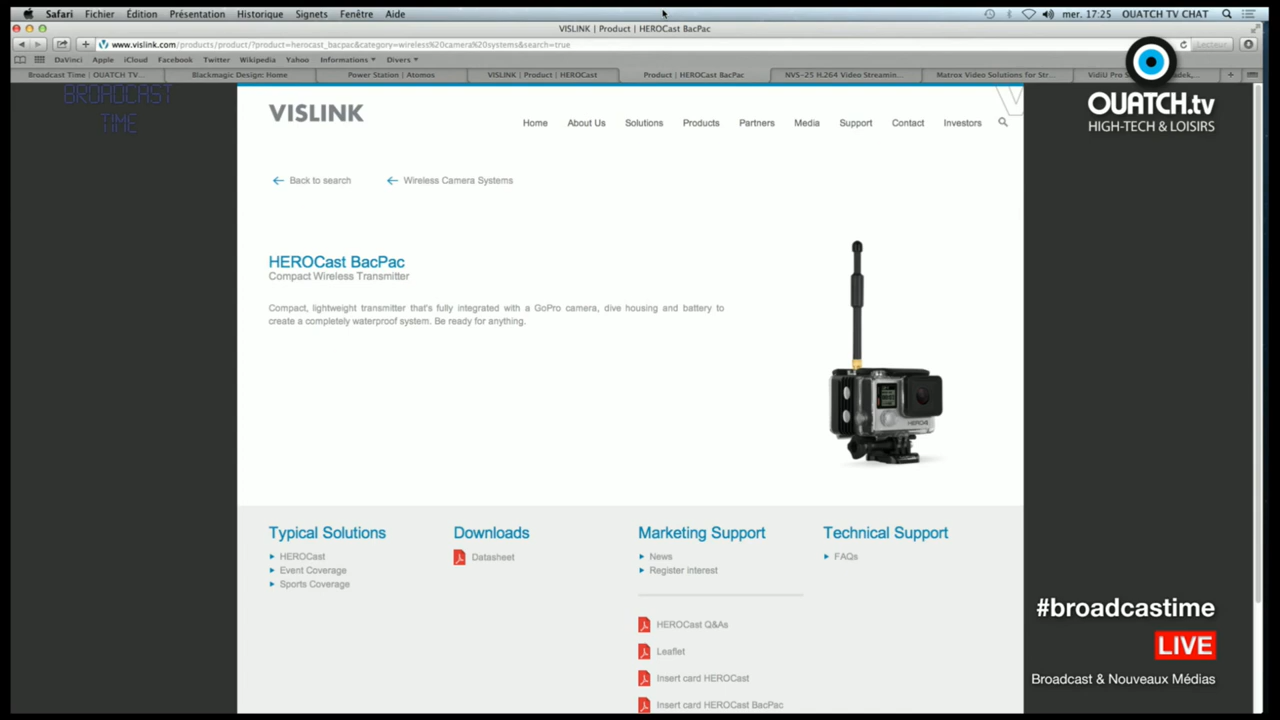 Safari Fichier Édition Présentation Historique Signets Fenêtre Aide mer. 17:25 OUATCH TV CHAT
VISLINK | Product | HEROCast BacPac
www.vislink.com/products/product/?product=herocast_bacpac&category=wireless%20camera%20systems&search=true Lecteur
DaVinci Apple iCloud Facebook Twitter Wikipedia Yahoo Informations Divers
Broadcast Time | OUATCH TV... Blackmagic Design: Home Power Station | Atomos VISLINK | Product | HEROCast Product | HEROCast BacPac NVS-25 H.264 Video Streamin... Matrox Video Solutions for Str... VidiU Pro
BROADCAST
TIME
OUATCH.tv
HIGH-TECH & LOISIRS
VISLINK
Home About Us Solutions Products Partners Media Support Contact Investors
Back to search Wireless Camera Systems
HEROCast BacPac
Compact Wireless Transmitter
Compact, lightweight transmitter that's fully integrated with a GoPro camera, dive housing and battery to
create a completely waterproof system. Be ready for anything.
Typical Solutions
HEROCast
Event Coverage
Sports Coverage
Downloads
Datasheet
Marketing Support
News
Register interest
HEROCast Q&As
Leaflet
Insert card HEROCast
Insert card HEROCast BacPac
Technical Support
FAQs
#broadcastime
LIVE
Broadcast & Nouveaux Médias